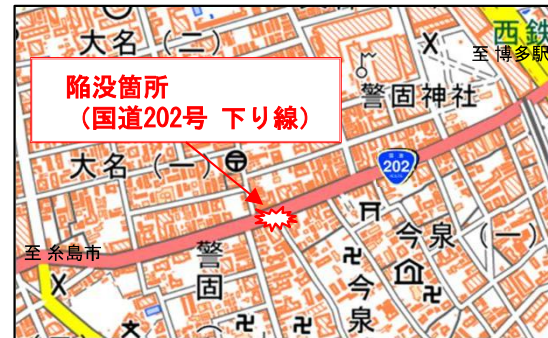 大名(二)
西鉄
至 博多駅
陥没箇所
(国道202号 下り線)
警固神社
大名(一)
202
今泉(一)
至 糸島市
警固(
今泉